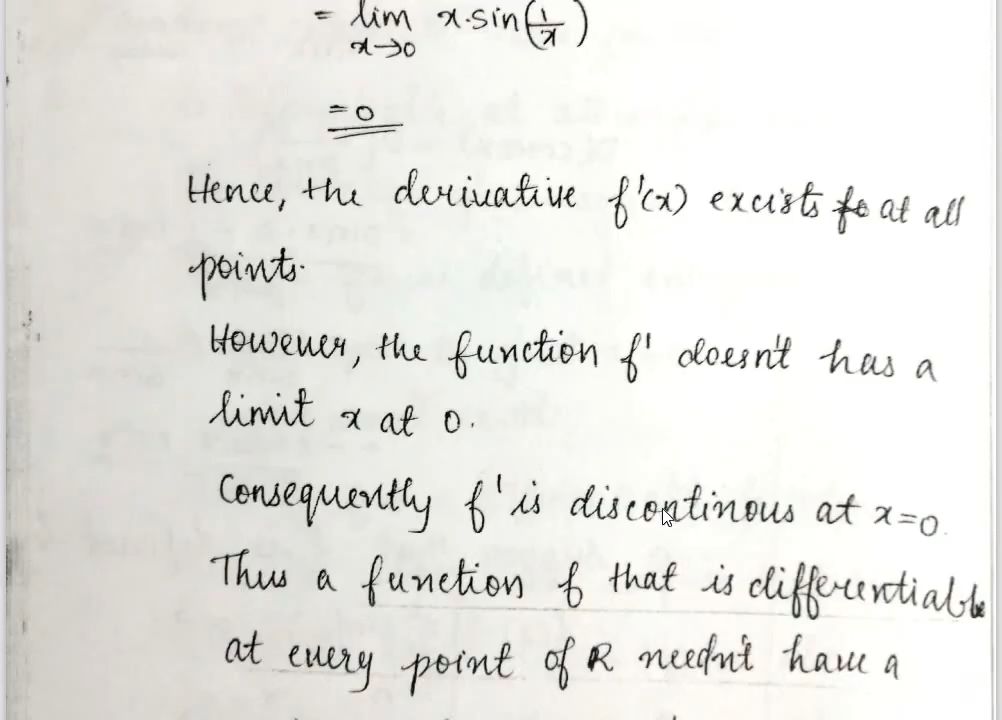 = lim x·sin(1/x)
x→0
= 0
Hence, the derivative f'(x) excists at all
points.
However, the function f' doesn't has a
limit x at 0.
Consequently f' is discontinous at x=0.
Thus a function f that is differentiable
at every point of R needn't have a